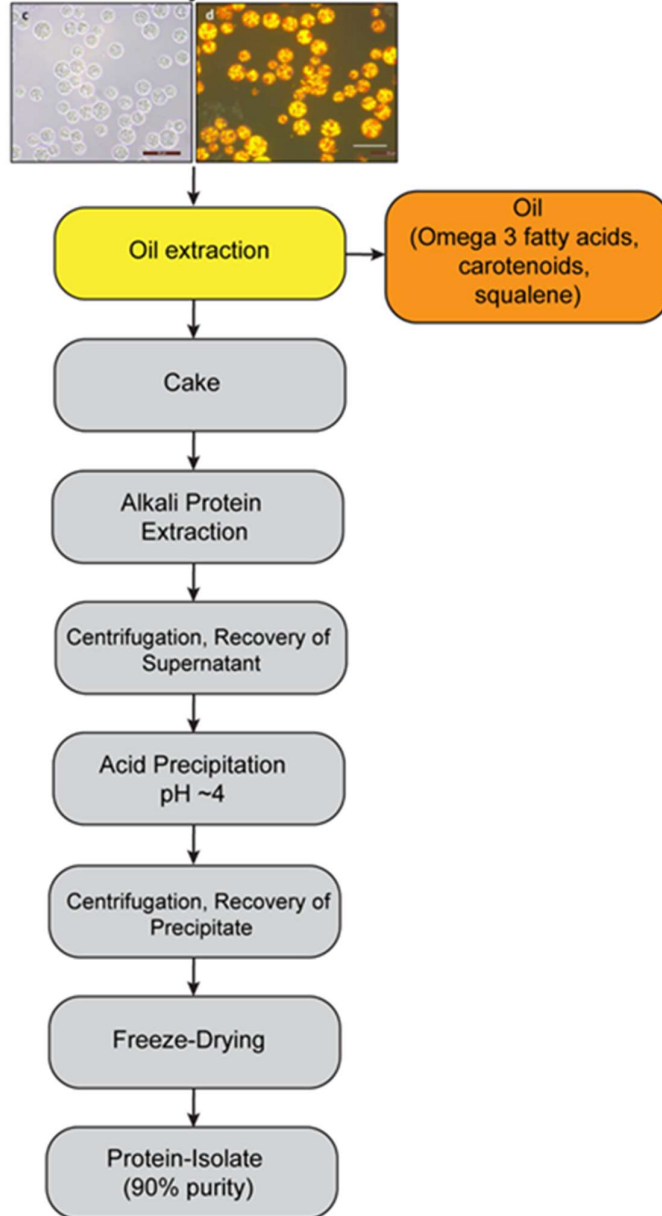 c
d
Oil extraction
Oil
(Omega 3 fatty acids,
carotenoids,
squalene)
Cake
Alkali Protein
Extraction
Centrifugation, Recovery of
Supernatant
Acid Precipitation
pH ~4
Centrifugation, Recovery of
Precipitate
Freeze-Drying
Protein-Isolate
(90% purity)